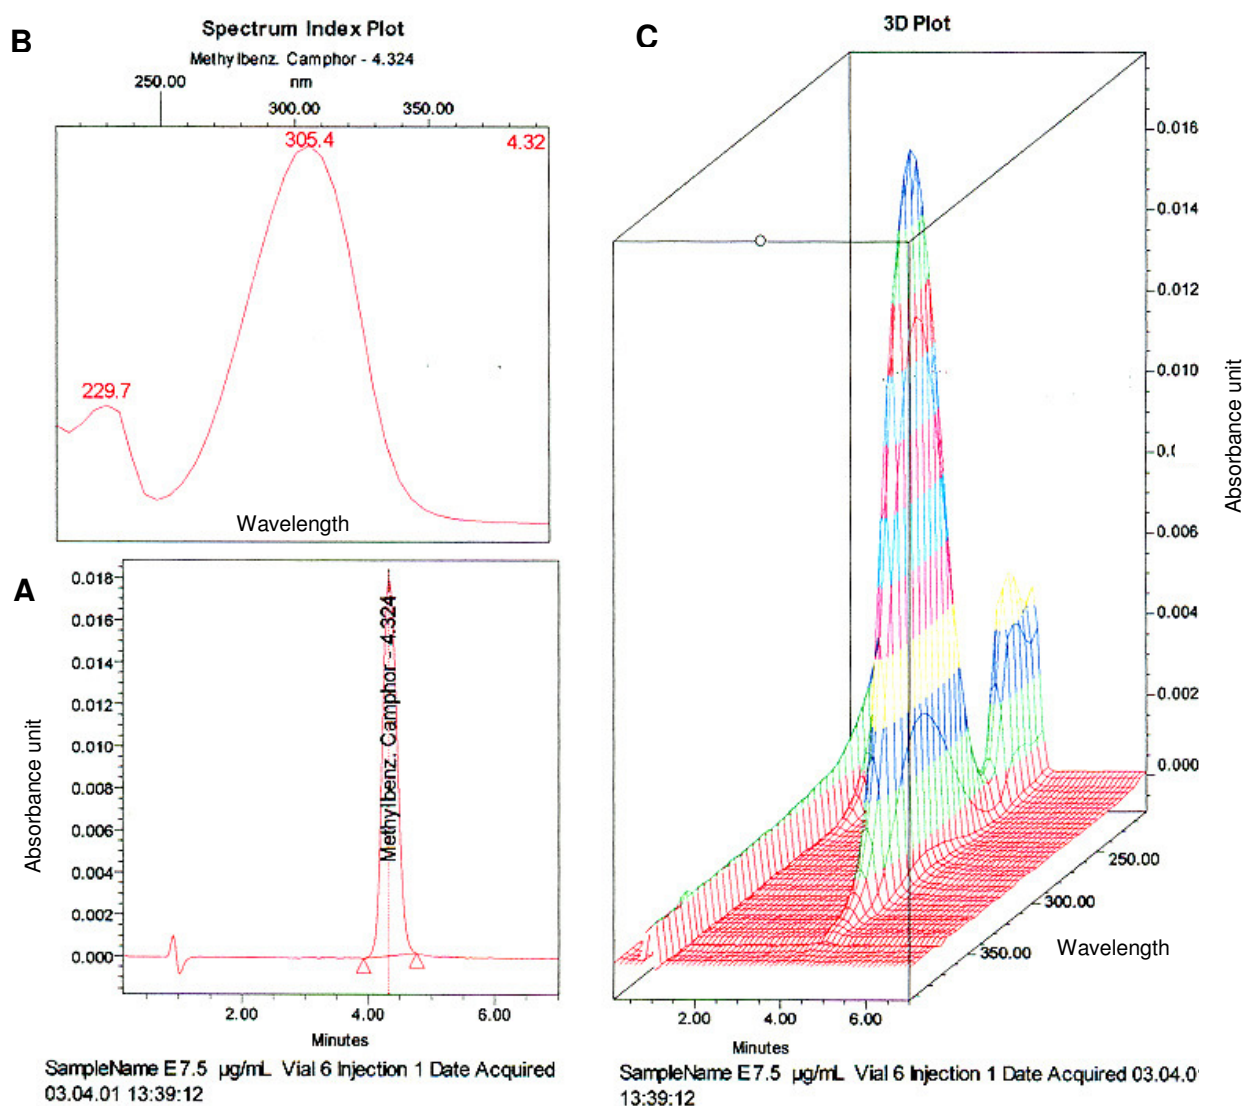 B
Spectrum Index Plot
Methylbenz. Camphor - 4.324
250.00
nm
300.00
350.00
305.4
4.32
229.7
Wavelength
A
0.018
0.016
0.014
0.012
0.010
0.008
0.006
0.004
0.002
0.000
Absorbance unit
Methylbenz. Camphor - 4.324
2.00
4.00
6.00
Minutes
SampleName E 7.5 µg/mL Vial 6 Injection 1 Date Acquired
03.04.01 13:39:12
C
3D Plot
0.016
0.014
0.012
0.010
0.006
0.004
0.002
0.000
Absorbance unit
250.00
300.00
350.00
Wavelength
2.00
4.00
6.00
Minutes
SampleName E 7.5 µg/mL Vial 6 Injection 1 Date Acquired 03.04.0
13:39:12